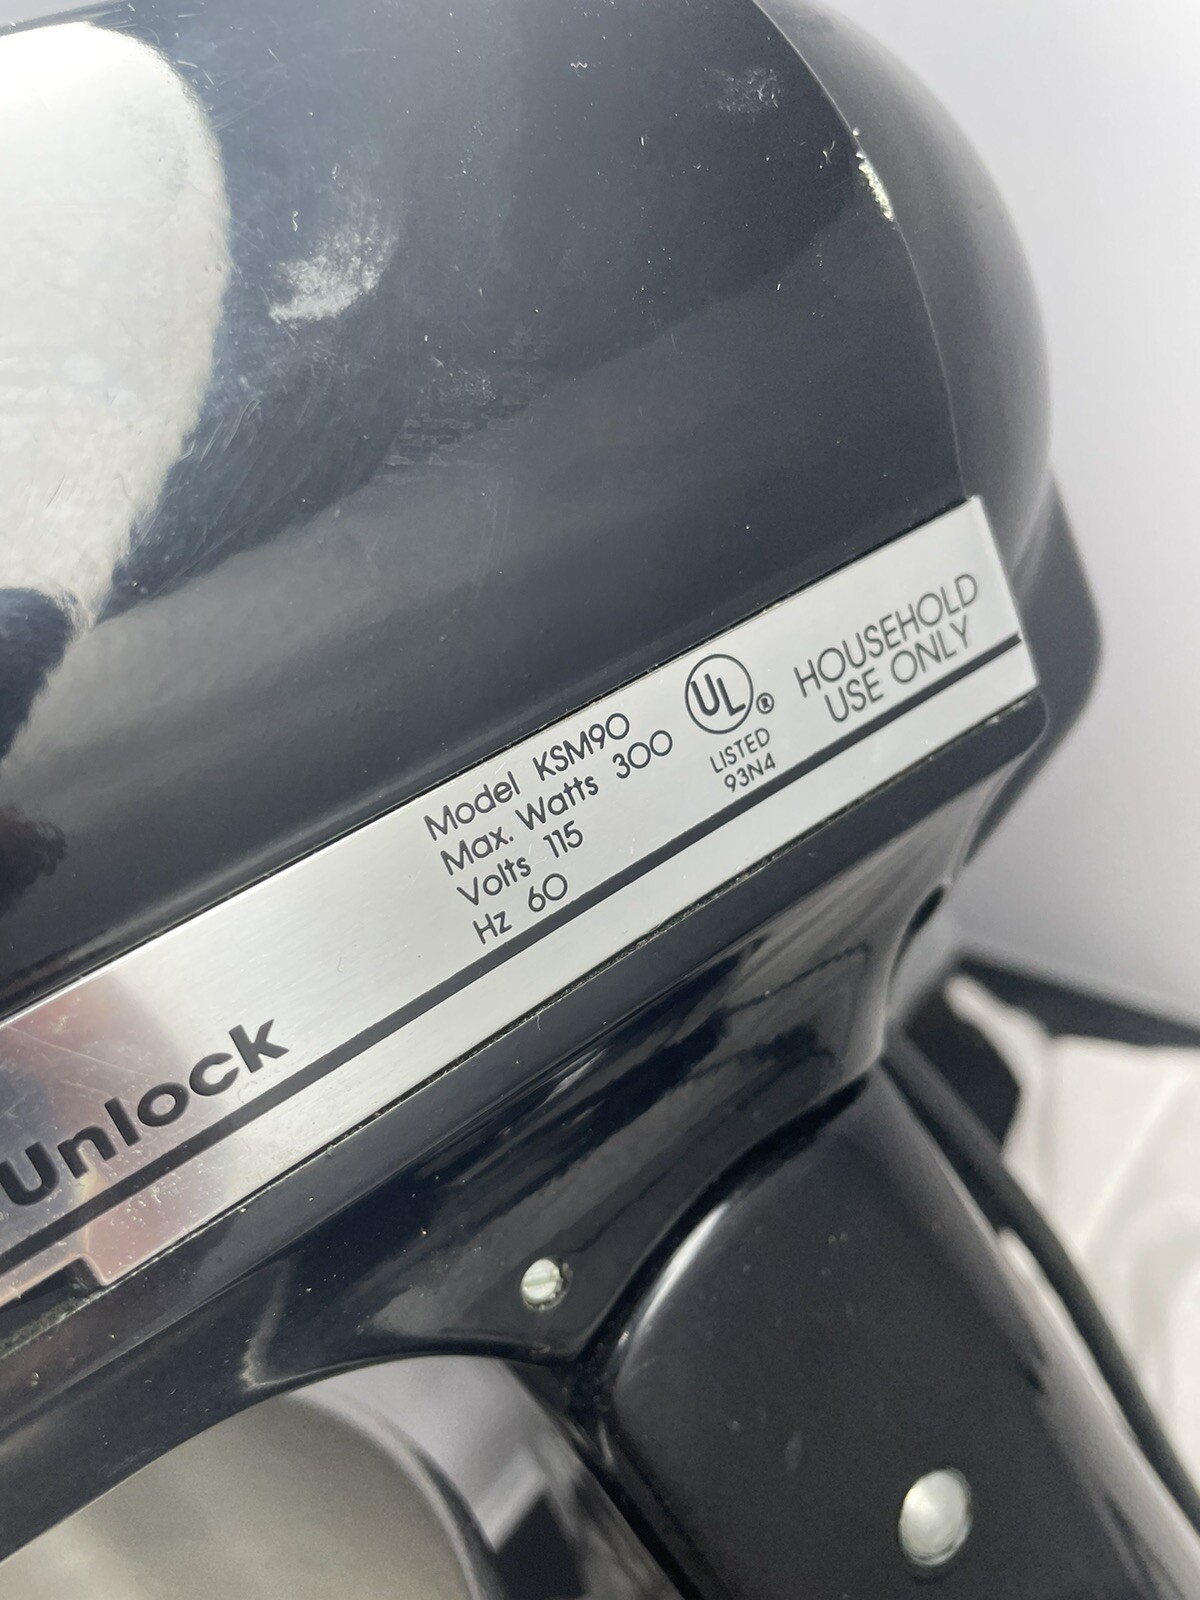 Model KSM90
Max. Watts 300
Volts 115
Hz 60
UL®
LISTED
93N4
HOUSEHOLD
USE ONLY
Unlock